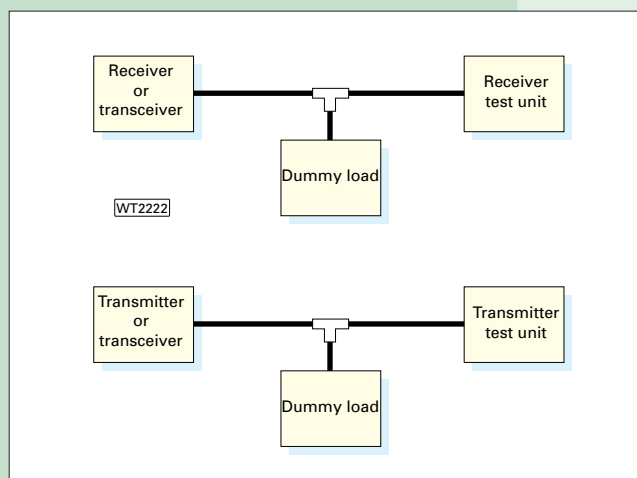 Receiver
or
transceiver
Receiver
test unit
Dummy load
WT2222
Transmitter
or
transceiver
Transmitter
test unit
Dummy load